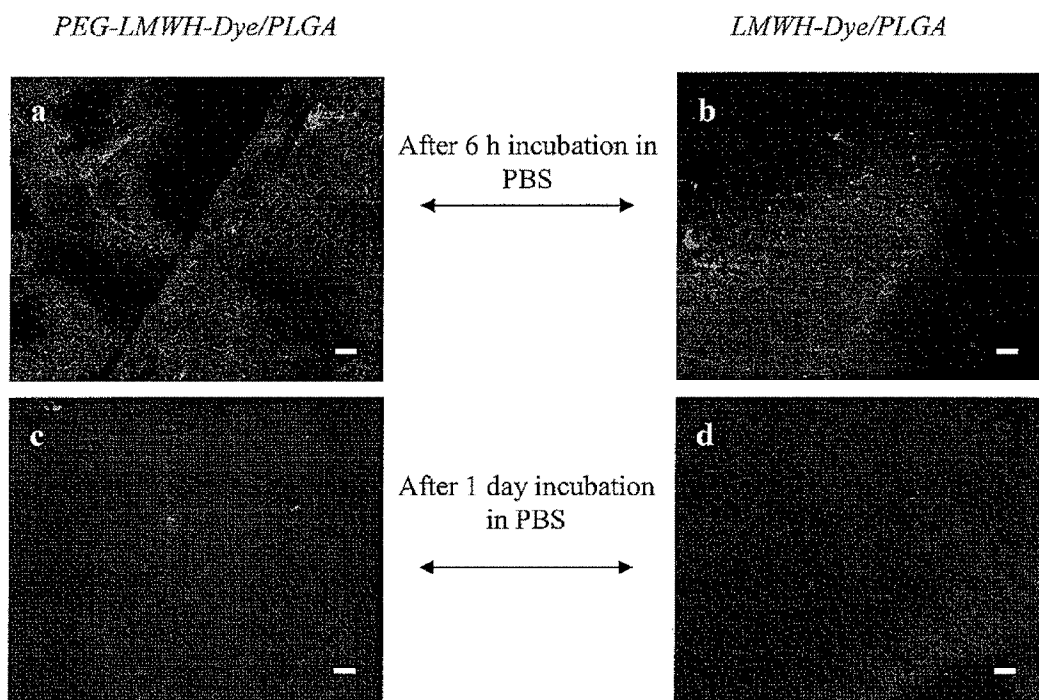 PEG-LMWH-Dye/PLGA
LMWH-Dye/PLGA
a
After 6 h incubation in
PBS
b
c
After 1 day incubation
in PBS
d